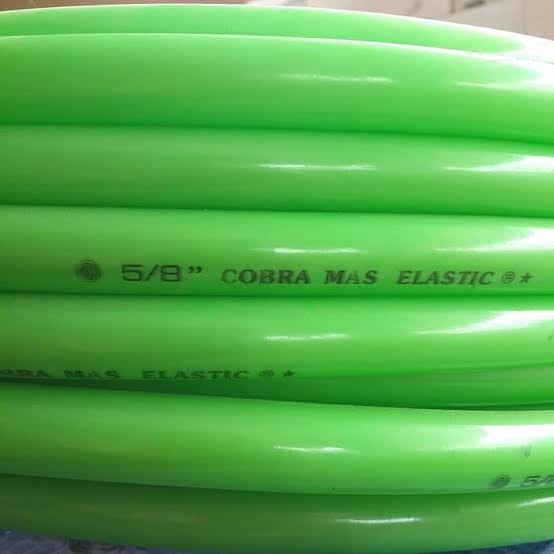 5/8" COBRA MAS ELASTIC ® ★
BRA MAS ELASTIC ® ★
5/8